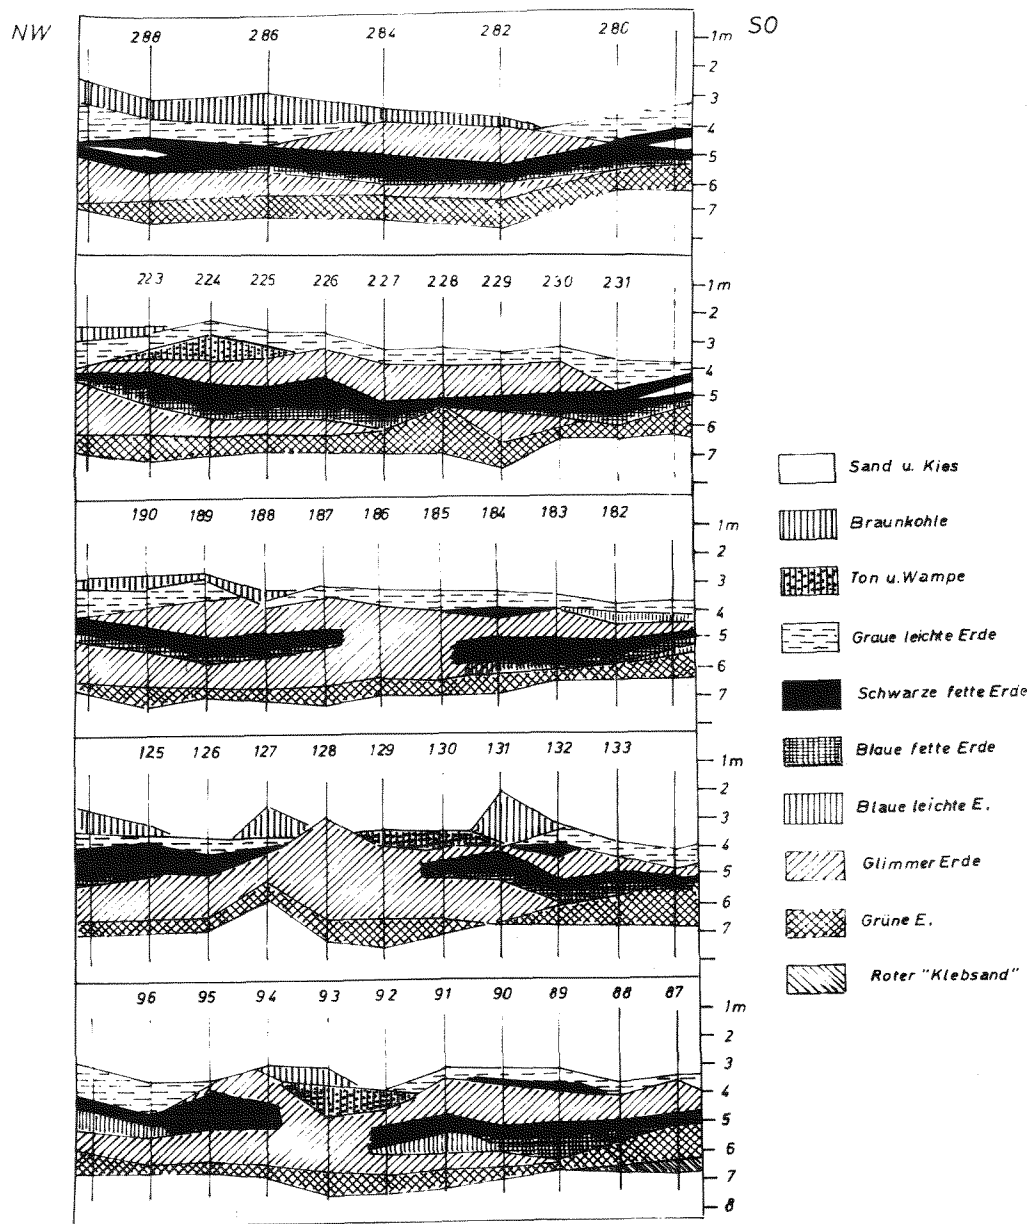 NW 288 286 284 282 280 SO
1m
2
3
4
5
6
7
223 224 225 226 227 228 229 230 231
1m
2
3
4
5
6
7
190 189 188 187 186 185 184 183 182
1m
2
3
4
5
6
7
125 126 127 128 129 130 131 132 133
1m
2
3
4
5
6
7
96 95 94 93 92 91 90 89 88 87
1m
2
3
4
5
6
7
8
Sand u. Kies
Braunkohle
Ton u. Wampe
Graue leichte Erde
Schwarze fette Erde
Blaue fette Erde
Blaue leichte E.
Glimmer Erde
Grüne E.
Roter "Klebsand"